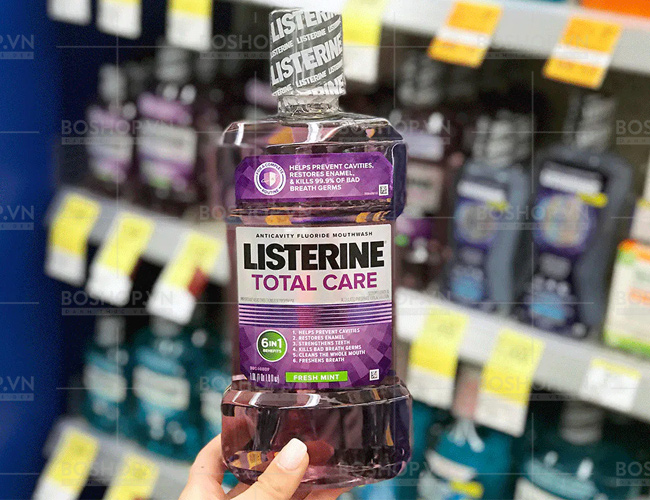 LISTERINE
HELPS PREVENT CAVITIES,
RESTORES ENAMEL,
& KILLS 99.9% OF BAD
BREATH GERMS
ANTICAVITY FLUORIDE MOUTHWASH
LISTERINE
TOTAL CARE
6 IN 1
BENEFITS
1. HELPS PREVENT CAVITIES
2. RESTORES ENAMEL
3. STRENGTHENS TEETH
4. KILLS BAD BREATH GERMS
5. CLEANS THE WHOLE MOUTH
6. FRESHENS BREATH
FRESH MINT
BOSHOP.VN